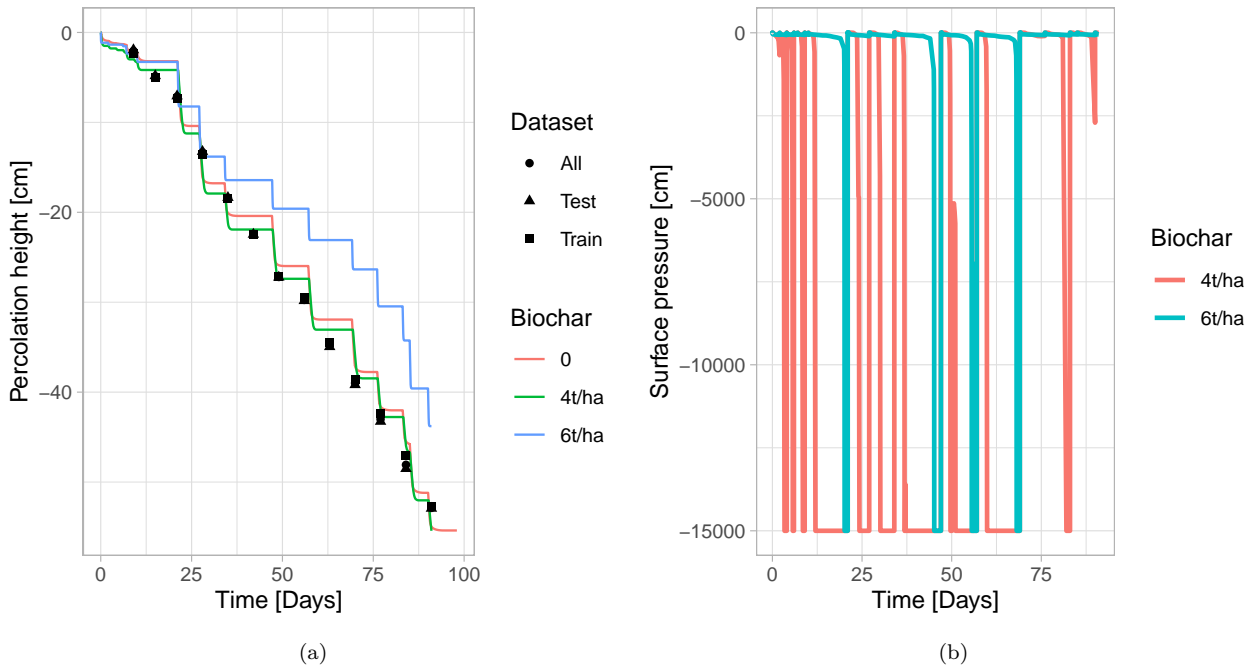 0
−20
−40
Percolation height [cm]
0
25
50
75
100
Time [Days]
Dataset
All
Test
Train
Biochar
0
4t/ha
6t/ha
(a)
0
−5000
−10000
−15000
Surface pressure [cm]
0
25
50
75
Time [Days]
Biochar
4t/ha
6t/ha
(b)